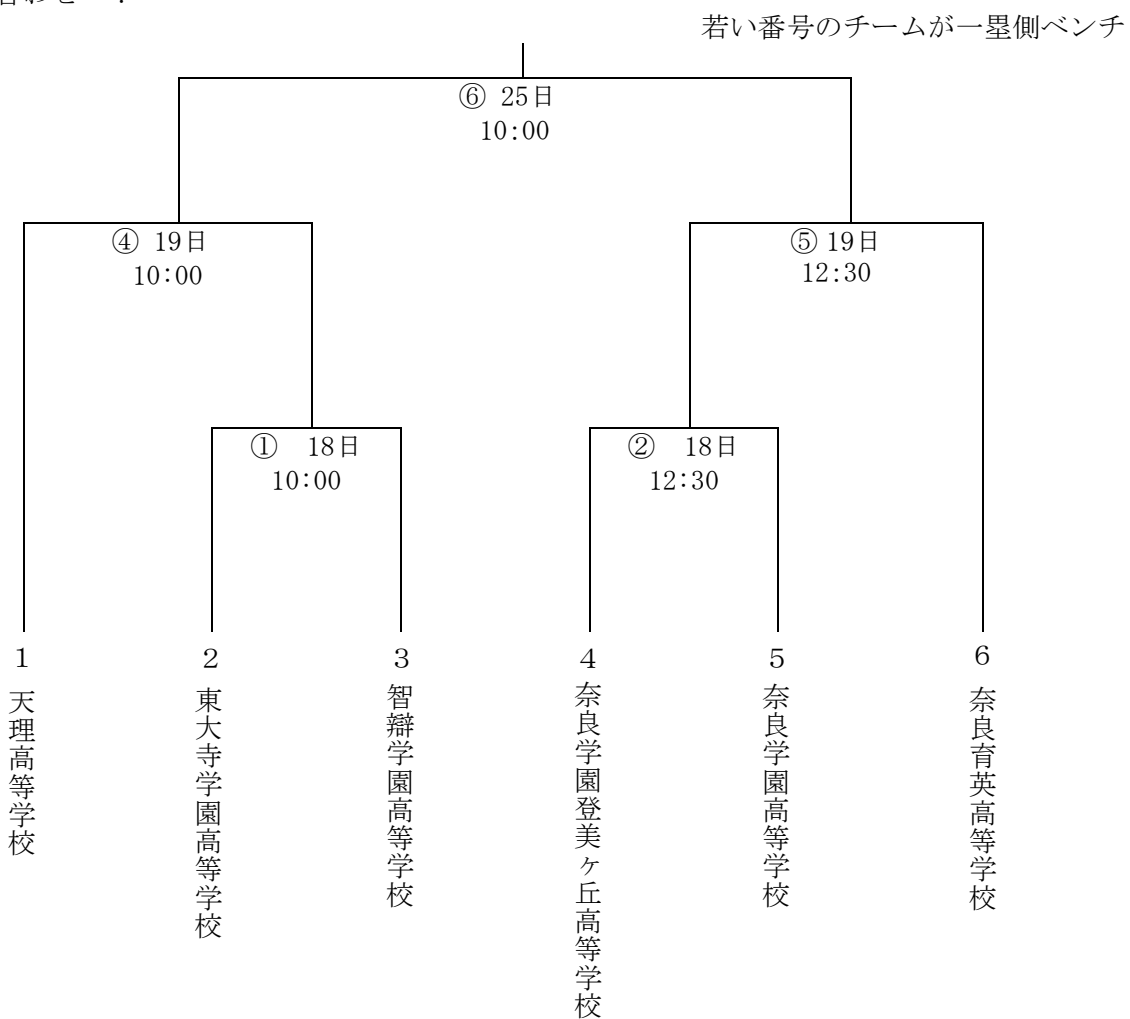 若い番号のチームが一塁側ベンチ
⑥ 25日
10:00
④ 19日
10:00
⑤ 19日
12:30
① 18日
10:00
② 18日
12:30
1
2
3
4
5
6
天理高等学校
東大寺学園高等学校
智辯学園高等学校
奈良学園登美ヶ丘高等学校
奈良学園高等学校
奈良育英高等学校